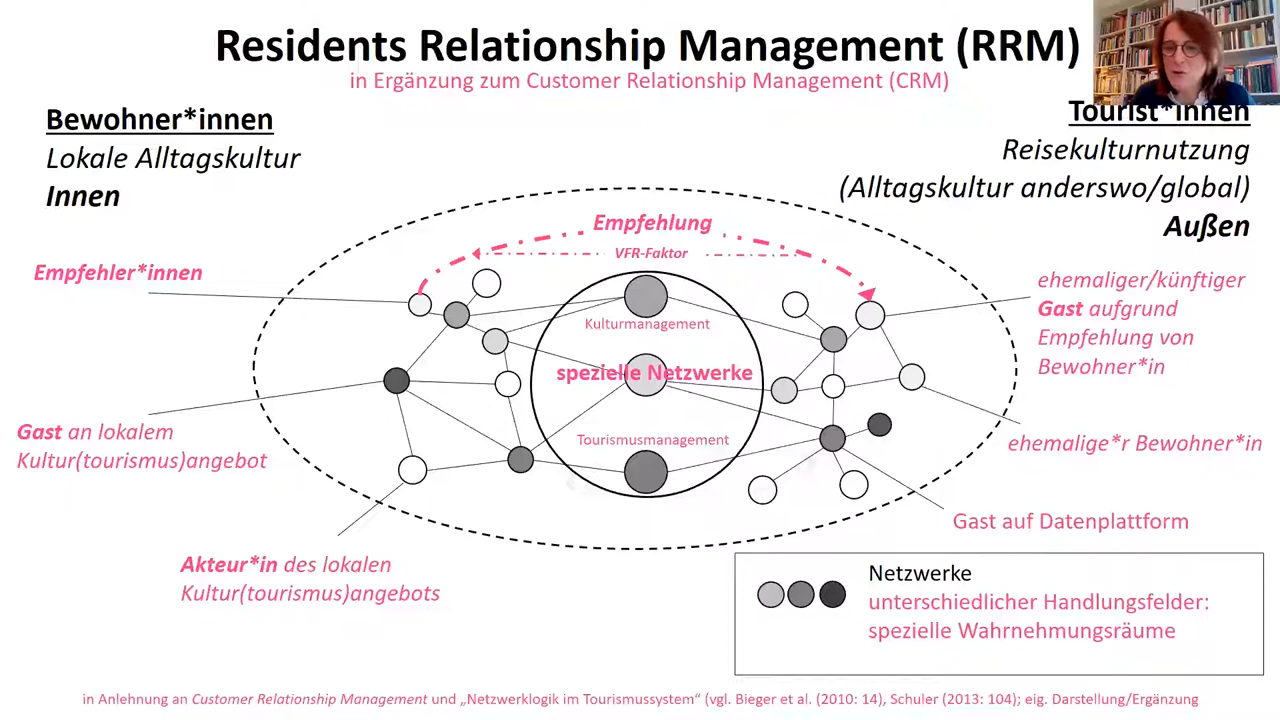 Residents Relationship Management (RRM)
in Ergänzung zum Customer Relationship Management (CRM)
Bewohner*innen
Lokale Alltagskultur
Innen
Tourist*innen
Reisekulturnutzung
(Alltagskultur anderswo/global)
Außen
Empfehlung
VFR-Faktor
Empfehler*innen
ehemaliger/künftiger
Gast aufgrund
Empfehlung von
Bewohner*in
Kulturmanagement
spezielle Netzwerke
Tourismusmanagement
Gast an lokalem
Kultur(tourismus)angebot
ehemalige*r Bewohner*in
Gast auf Datenplattform
Akteur*in des lokalen
Kultur(tourismus)angebots
Netzwerke
unterschiedlicher Handlungsfelder:
spezielle Wahrnehmungsräume
in Anlehnung an Customer Relationship Management und „Netzwerklogik im Tourismussystem“ (vgl. Bieger et al. (2010: 14), Schuler (2013: 104); eig. Darstellung/Ergänzung